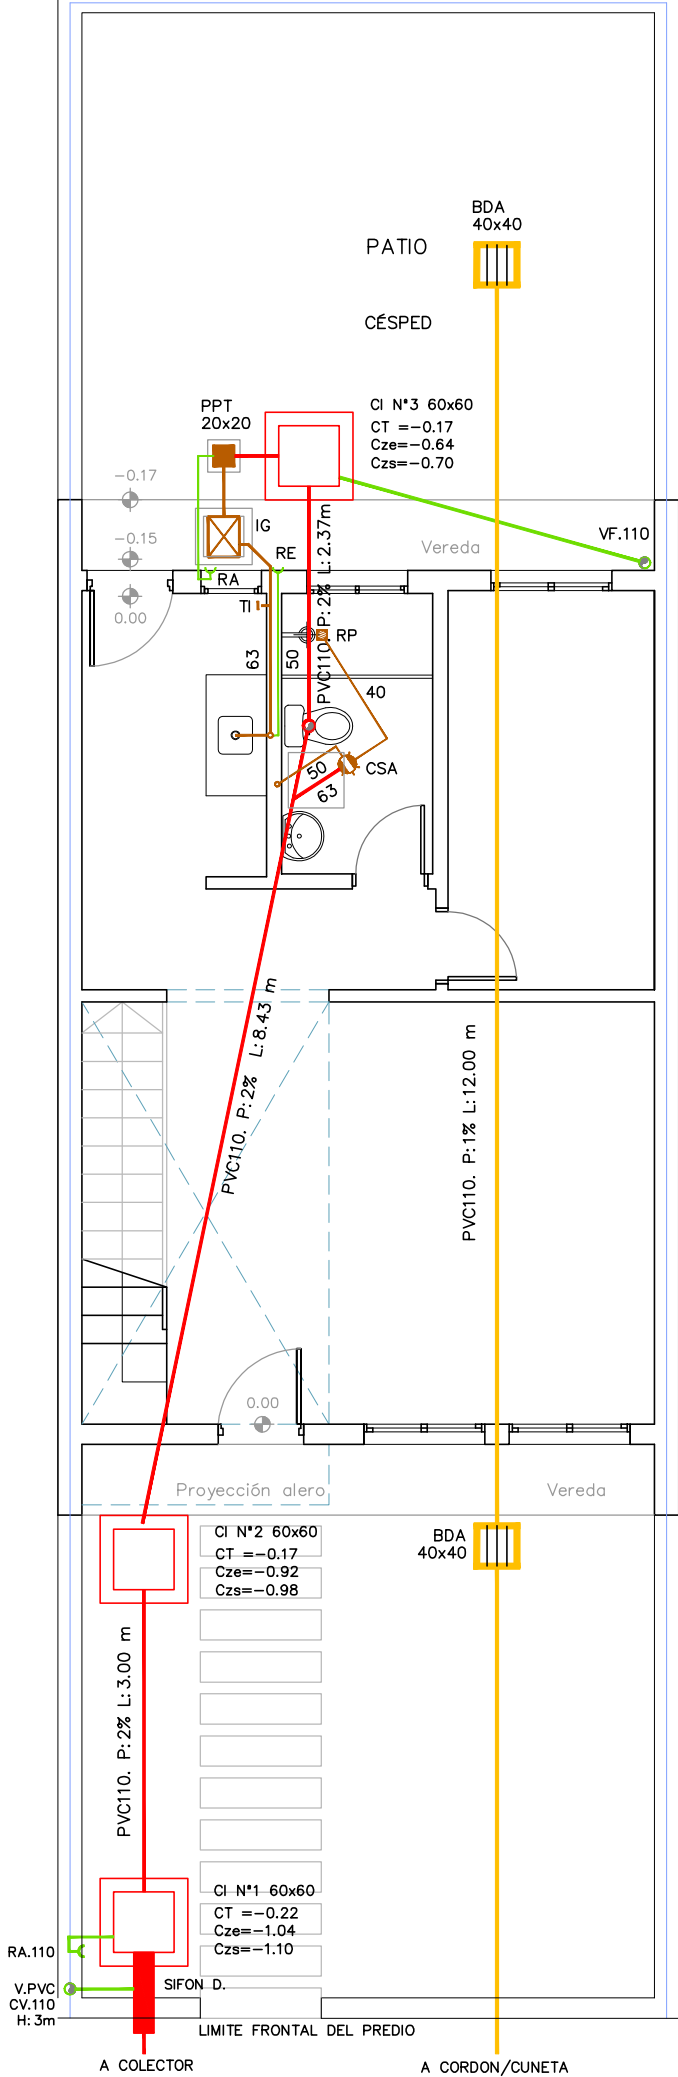 BDA
40x40
PATIO
CÉSPED
CI N°3 60x60
CT =-0.17
Cze=-0.64
Czs=-0.70
PPT
20x20
-0.17
IG
VF.110
-0.15
Vereda
RE
RA
TI
0.00
PVC110. P:2% L:2.37m
RP
63
50
40
CSA
50
63
PVC110. P:2% L:8.43 m
PVC110. P:1% L:12.00 m
0.00
Proyección alero
Vereda
CI N°2 60x60
CT =-0.17
Cze=-0.92
Czs=-0.98
BDA
40x40
PVC110. P:2% L:3.00 m
CI N°1 60x60
CT =-0.22
Cze=-1.04
Czs=-1.10
RA.110
SIFON D.
V.PVC
CV.110
H:3m
LIMITE FRONTAL DEL PREDIO
A COLECTOR
A CORDON/CUNETA